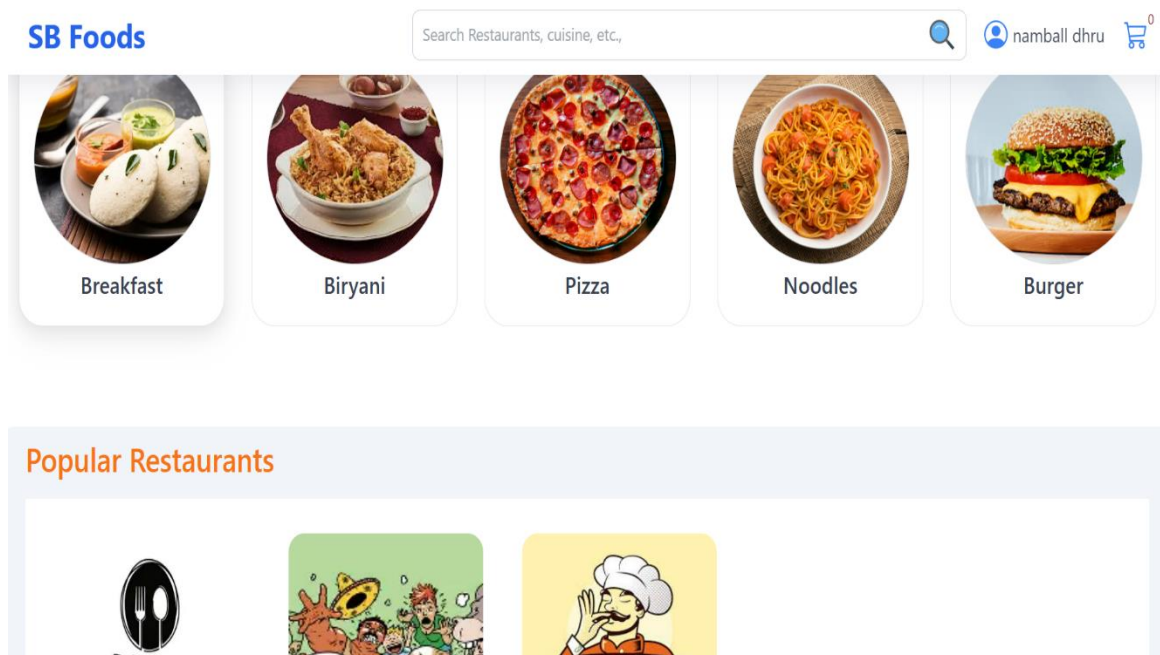 SB Foods
Search Restaurants, cuisine, etc.,
namball dhru
0
Breakfast
Biryani
Pizza
Noodles
Burger
Popular Restaurants